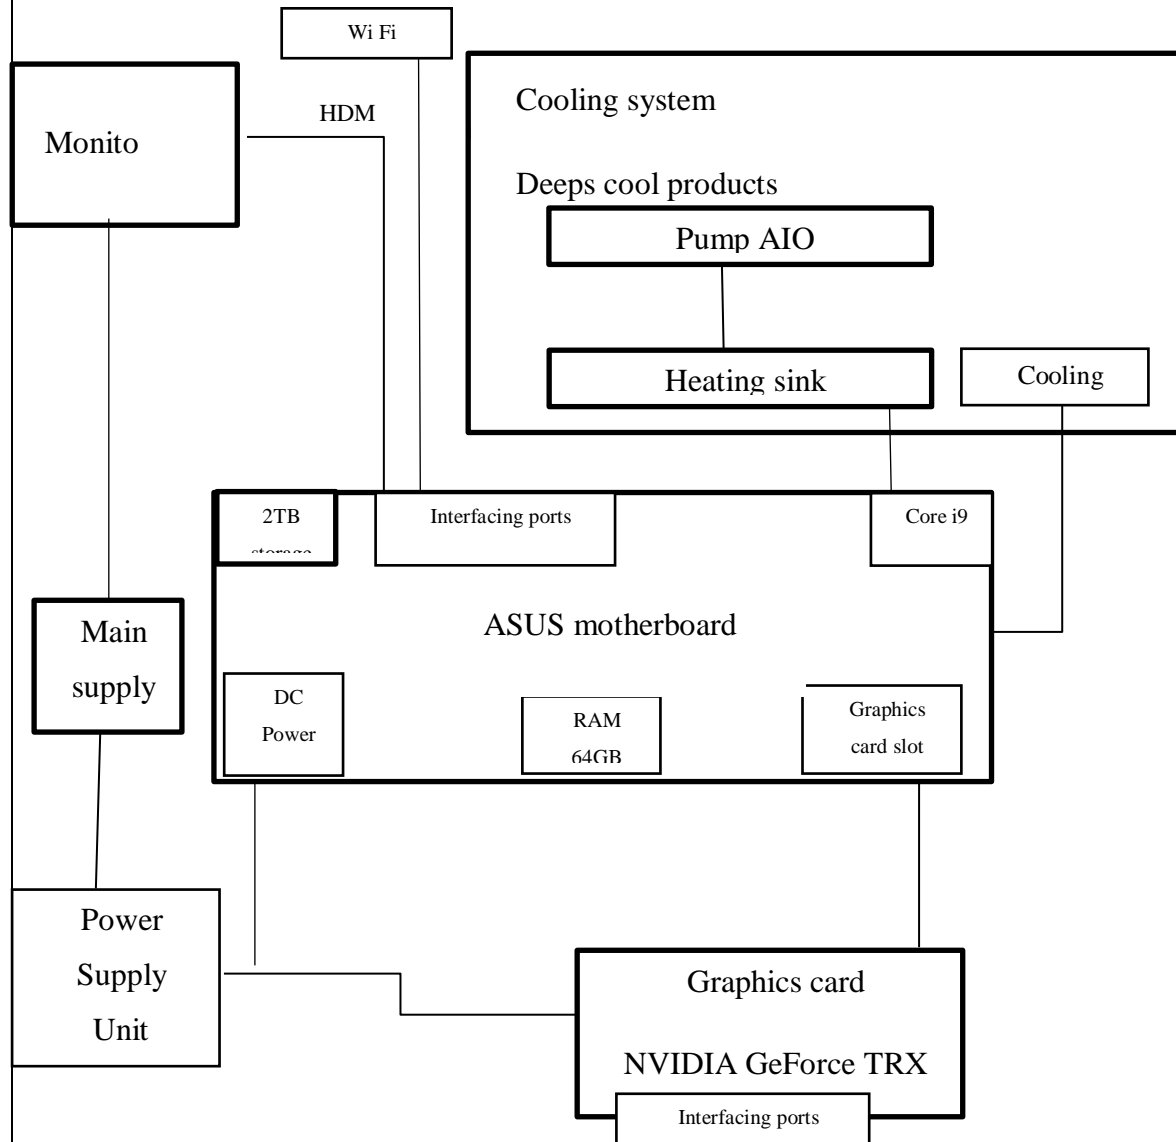 Wi Fi
HDM
Monito
Cooling system
Deeps cool products
Pump AIO
Heating sink
Cooling
2TB
storage
Interfacing ports
Core i9
ASUS motherboard
Main
supply
DC
Power
RAM
64GB
Graphics
card slot
Power
Supply
Unit
Graphics card
NVIDIA GeForce TRX
Interfacing ports